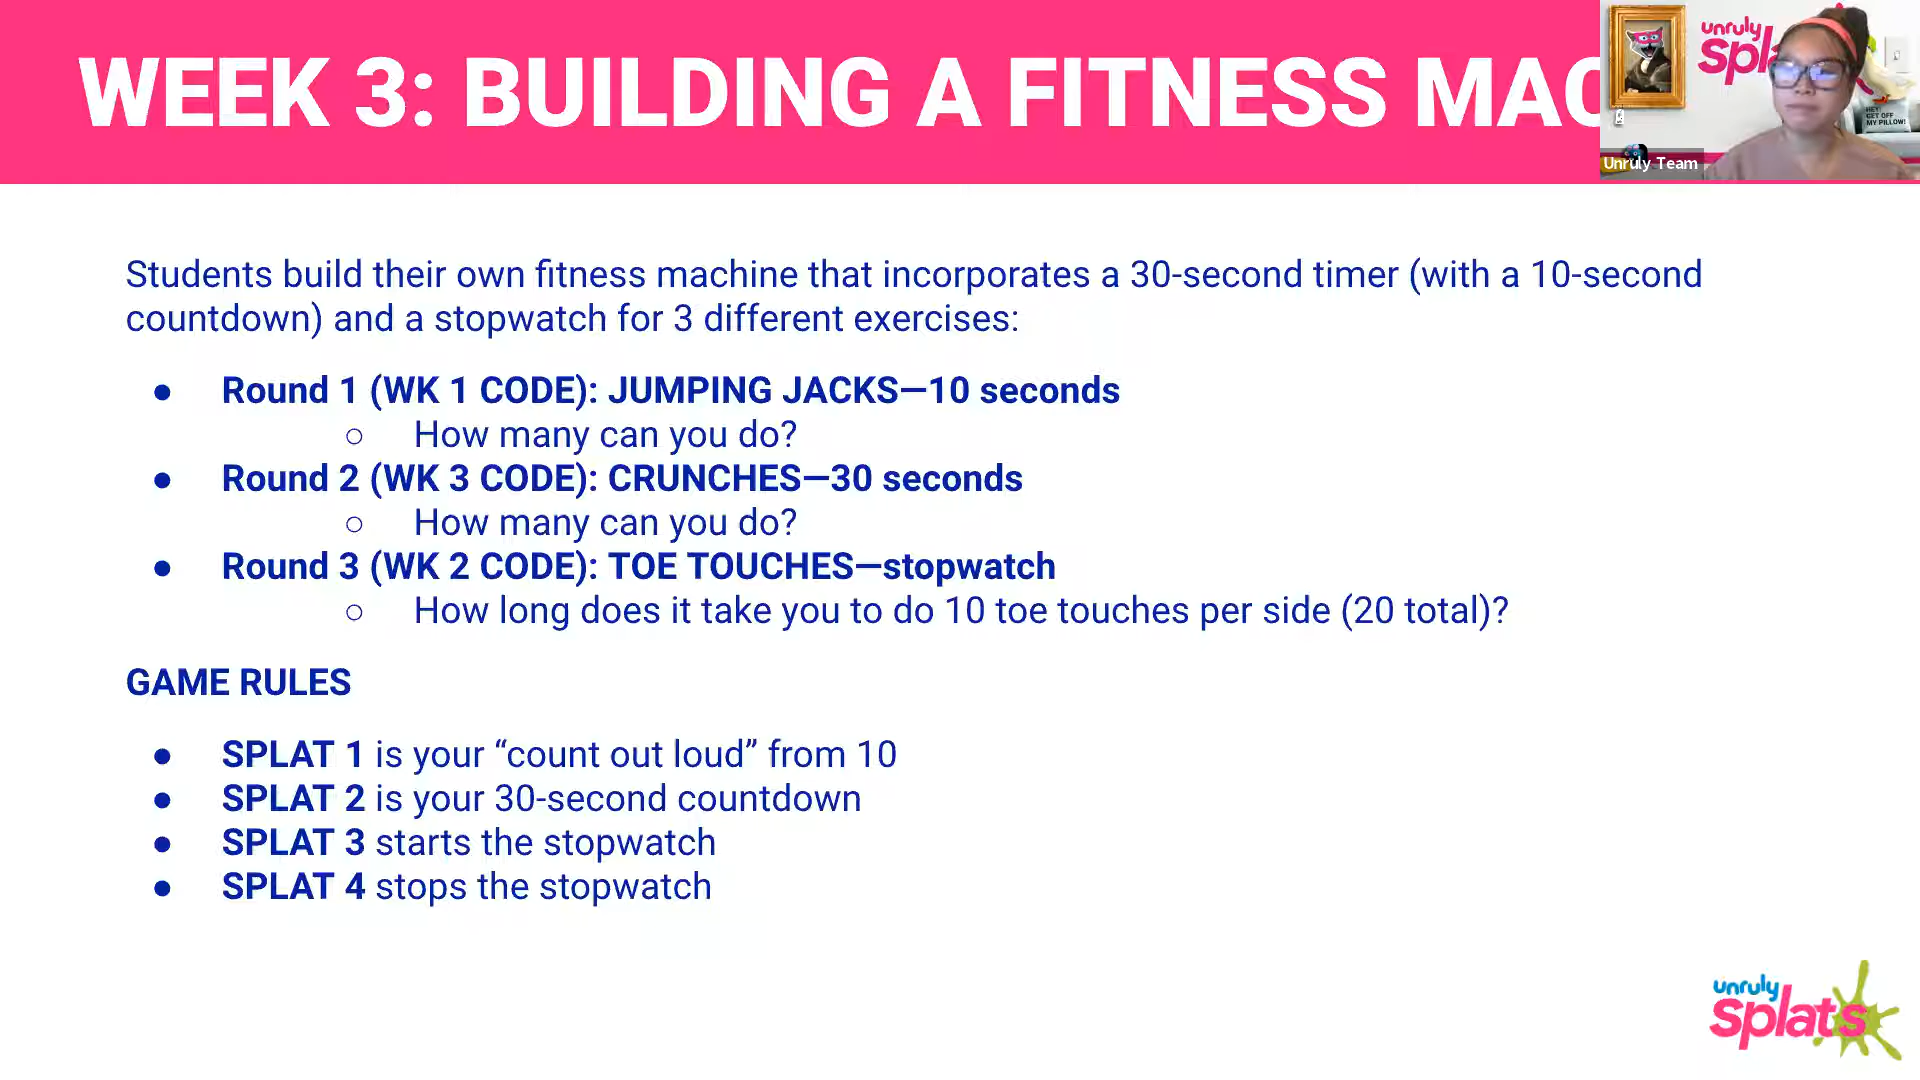 WEEK 3: BUILDING A FITNESS MAC
unruly
spl
HEY!
GET OFF
MY PILLOW!
Unruly Team
Students build their own fitness machine that incorporates a 30-second timer (with a 10-second
countdown) and a stopwatch for 3 different exercises:
● Round 1 (WK 1 CODE): JUMPING JACKS—10 seconds
○ How many can you do?
● Round 2 (WK 3 CODE): CRUNCHES—30 seconds
○ How many can you do?
● Round 3 (WK 2 CODE): TOE TOUCHES—stopwatch
○ How long does it take you to do 10 toe touches per side (20 total)?
GAME RULES
● SPLAT 1 is your “count out loud” from 10
● SPLAT 2 is your 30-second countdown
● SPLAT 3 starts the stopwatch
● SPLAT 4 stops the stopwatch
unruly
splats